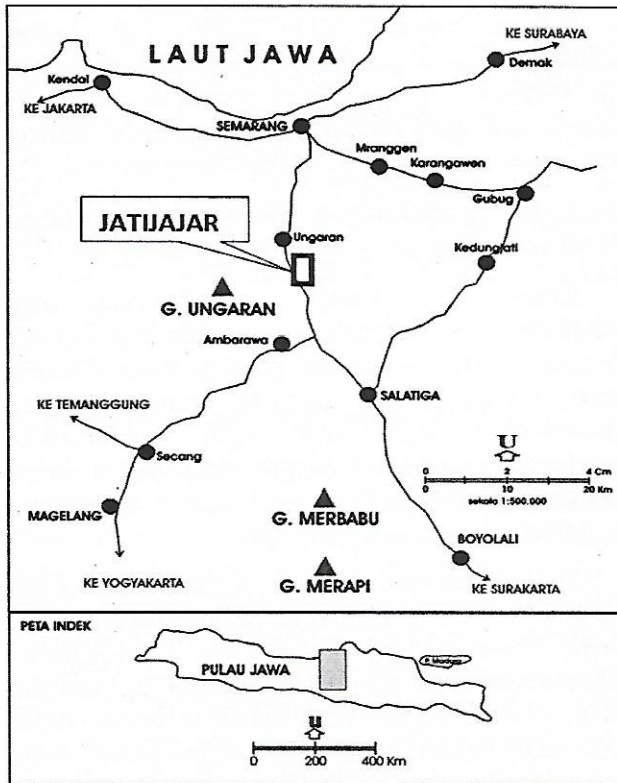 KE SURABAYA
LAUT JAWA
Demak
Kendal
KE JAKARTA
SEMARANG
Mranggen
Karangawen
Gubug
JATIJAJAR
Ungaran
Kedungjati
G. UNGARAN
Ambarawa
SALATIGA
KE TEMANGGUNG
Secang
U
0 2 4 Cm
0 10 20 Km
sekala 1:500.000
MAGELANG
G. MERBABU
BOYOLALI
KE YOGYAKARTA
G. MERAPI
KE SURAKARTA
PETA INDEK
PULAU JAWA
P. Madura
U
0 200 400 Km